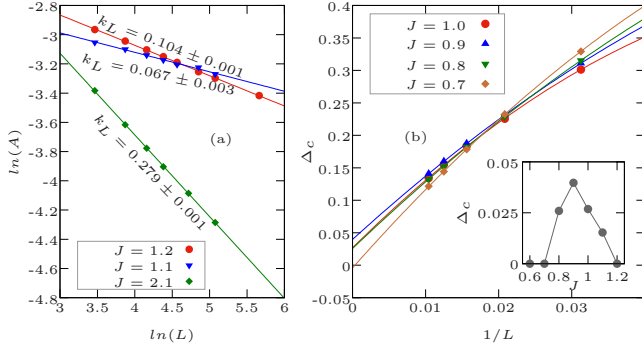 -2.8
-3
-3.2
-3.4
-3.6
-3.8
-4
-4.2
-4.4
-4.6
-4.8
ln(A)
3 3.5 4 4.5 5 5.5 6
ln(L)
k_L = 0.104 ± 0.001
k_L = 0.067 ± 0.003
k_L = 0.279 ± 0.001
(a)
J = 1.2
J = 1.1
J = 2.1
0.4
0.35
0.3
0.25
0.2
0.15
0.1
0.05
0
-0.05
Δ_c
0 0.01 0.02 0.03
1/L
J = 1.0
J = 0.9
J = 0.8
J = 0.7
(b)
0.05
0.025
0
Δ_c
0.6 0.8 1 1.2
J